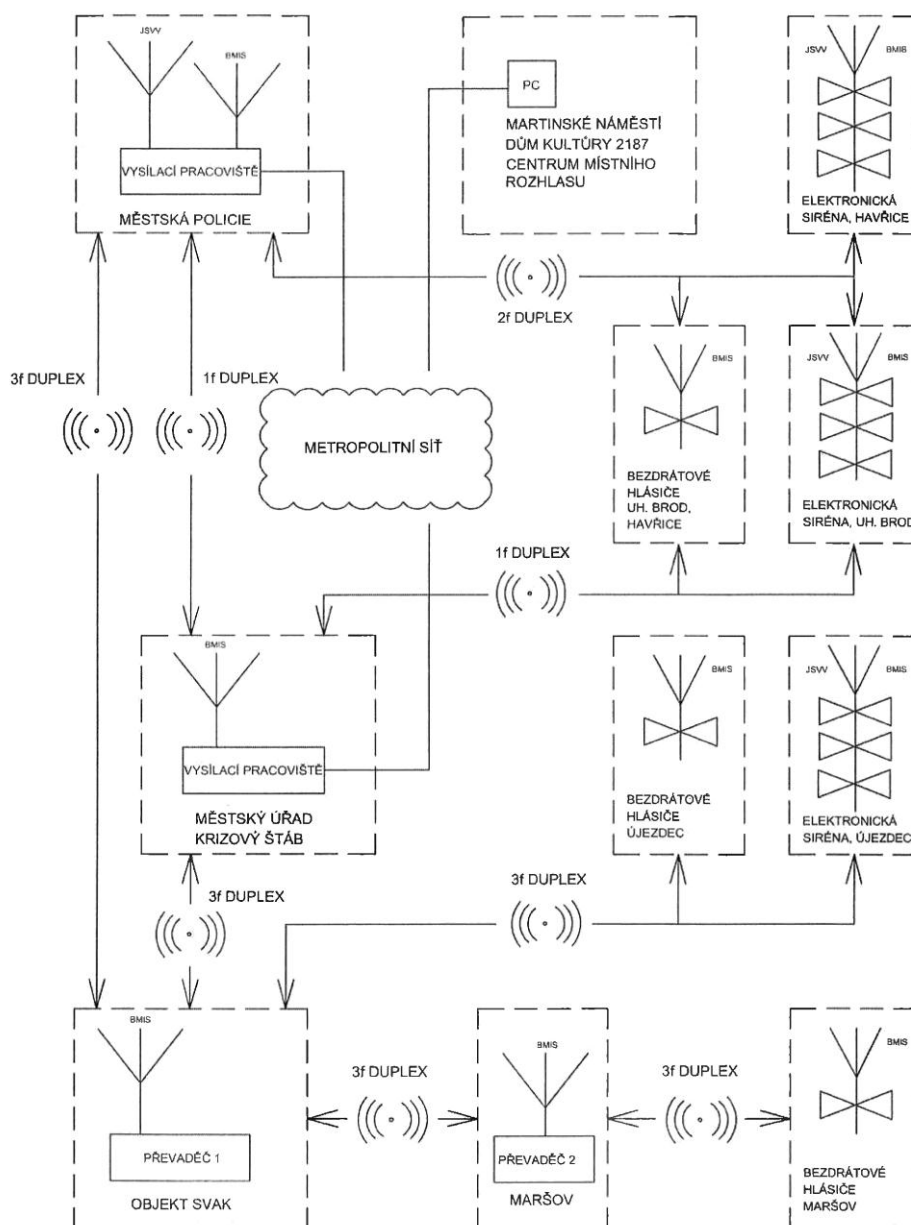 JSVV
BMIS
VYSÍLACÍ PRACOVIŠTĚ
MĚSTSKÁ POLICIE
PC
MARTINSKÉ NÁMĚSTÍ
DŮM KULTÚRY 2187
CENTRUM MÍSTNÍHO
ROZHLASU
JSVV
BMIS
ELEKTRONICKÁ
SIRÉNA, HAVŘICE
2f DUPLEX
3f DUPLEX
1f DUPLEX
METROPOLITNÍ SÍŤ
BMIS
BEZDRÁTOVÉ
HLÁSIČE
UH. BROD,
HAVŘICE
JSVV
BMIS
ELEKTRONICKÁ
SIRÉNA, UH. BROD
1f DUPLEX
BMIS
VYSÍLACÍ PRACOVIŠTĚ
MĚSTSKÝ ÚŘAD
KRIZOVÝ ŠTÁB
BMIS
BEZDRÁTOVÉ
HLÁSIČE
ÚJEZDEC
JSVV
BMIS
ELEKTRONICKÁ
SIRÉNA, ÚJEZDEC
3f DUPLEX
3f DUPLEX
BMIS
PŘEVADĚČ 1
OBJEKT SVAK
3f DUPLEX
BMIS
PŘEVADĚČ 2
MARŠOV
3f DUPLEX
BMIS
BEZDRÁTOVÉ
HLÁSIČE
MARŠOV